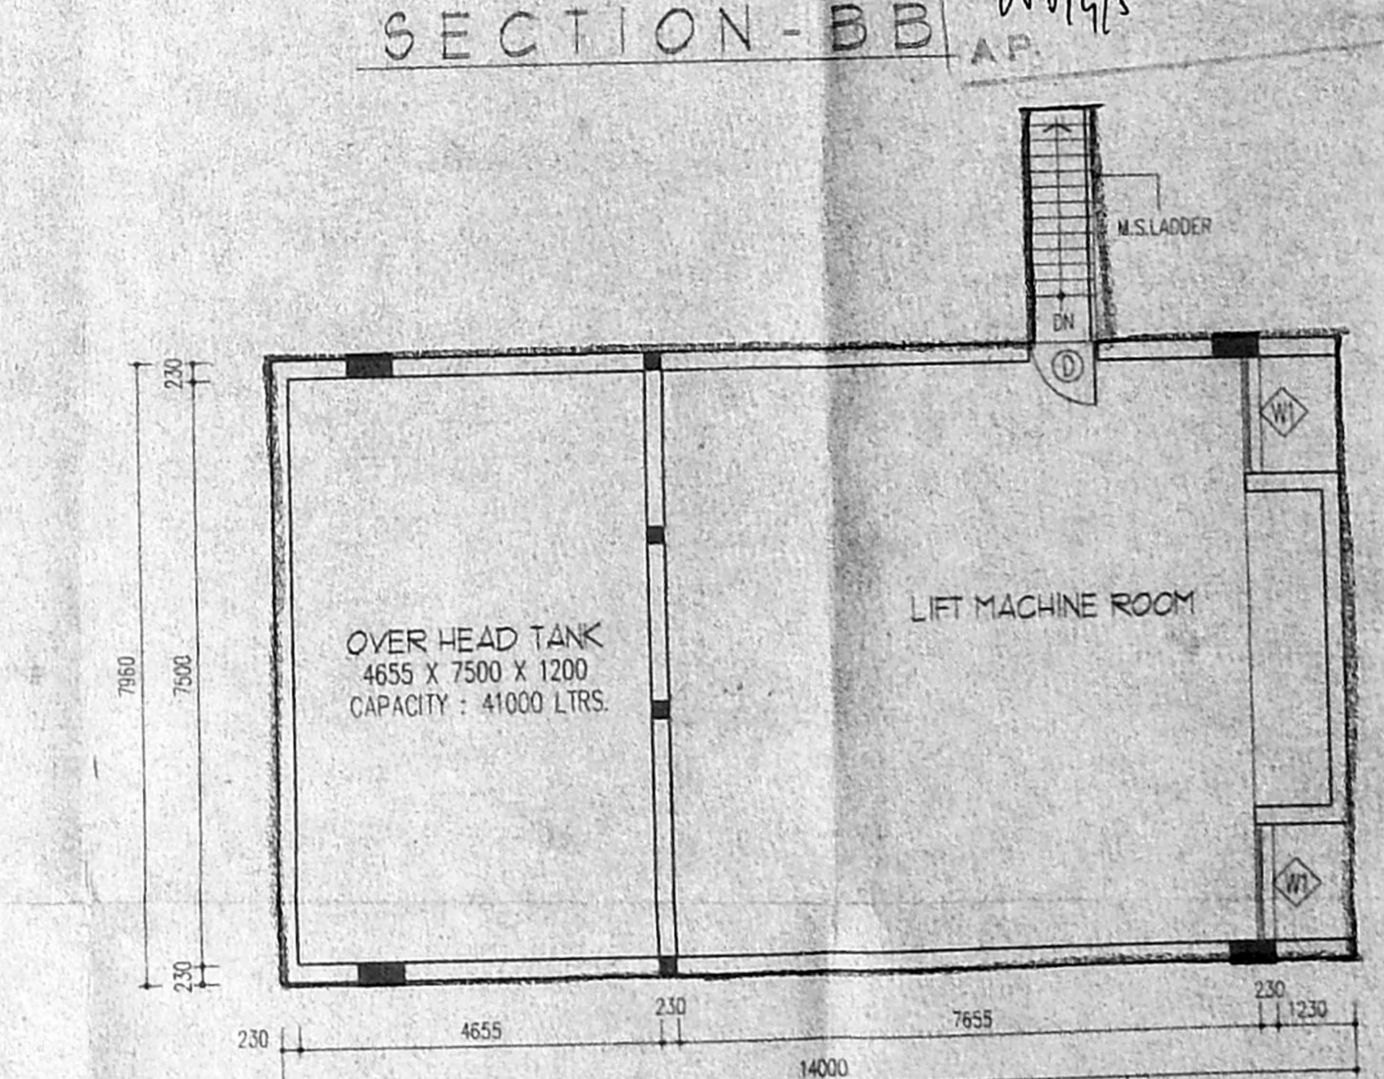 SECTION-BB
A.P.
M.S.LADDER
DN
D
W1
230
7960
7500
230
OVER HEAD TANK
4655 X 7500 X 1200
CAPACITY : 41000 LTRS.
LIFT MACHINE ROOM
W1
230
4655
230
7655
230
1230
14000